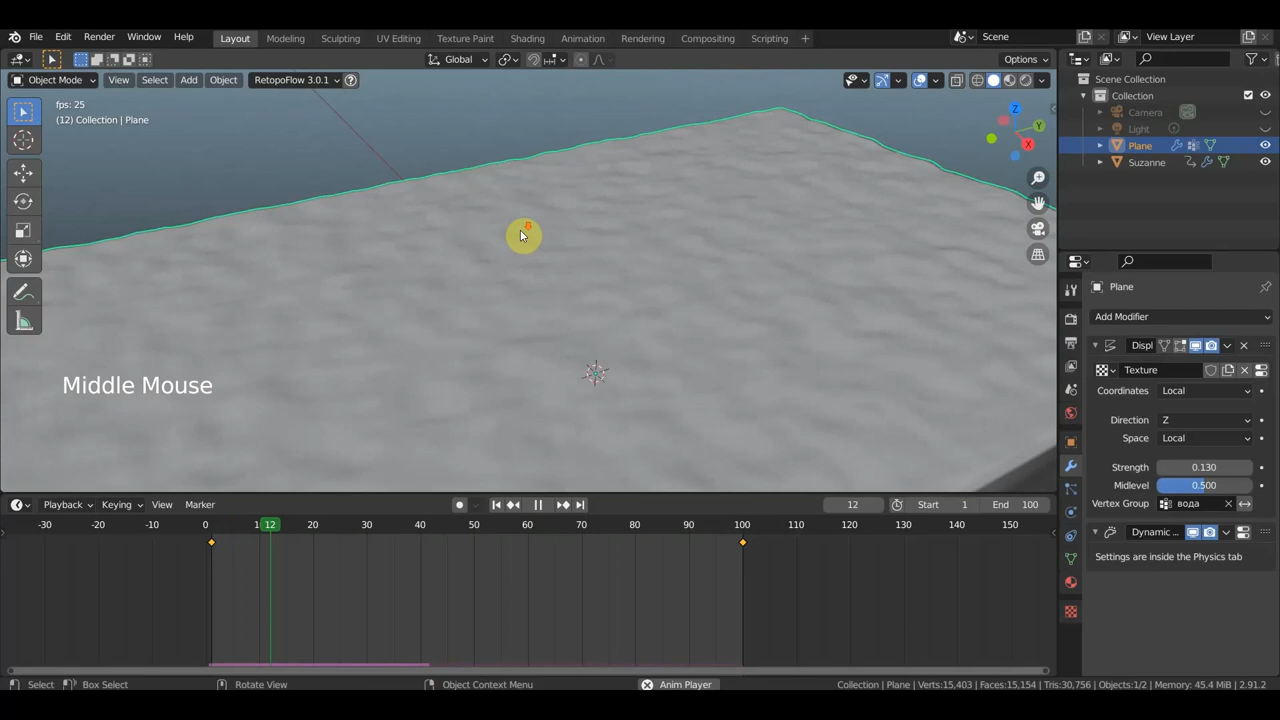 File Edit Render Window Help Layout Modeling Sculpting UV Editing Texture Paint Shading Animation Rendering Compositing Scripting + Scene View Layer
Global Options
Object Mode View Select Add Object RetopoFlow 3.0.1
fps: 25
(12) Collection | Plane
Z
Y
X
Middle Mouse
Scene Collection
Collection
Camera
Light
Plane
Suzanne
Plane
Add Modifier
Displ
Texture
Coordinates Local
Direction Z
Space Local
Strength 0.130
Midlevel 0.500
Vertex Group вода
Dynamic ...
Settings are inside the Physics tab
Playback Keying View Marker 12 Start 1 End 100
-30 -20 -10 0 1 12 20 30 40 50 60 70 80 90 100 110 120 130 140 150
Select Box Select Rotate View Object Context Menu Anim Player Collection | Plane | Verts:15,403 | Faces:15,154 | Tris:30,756 | Objects:1/2 | Memory: 45.4 MiB | 2.91.2